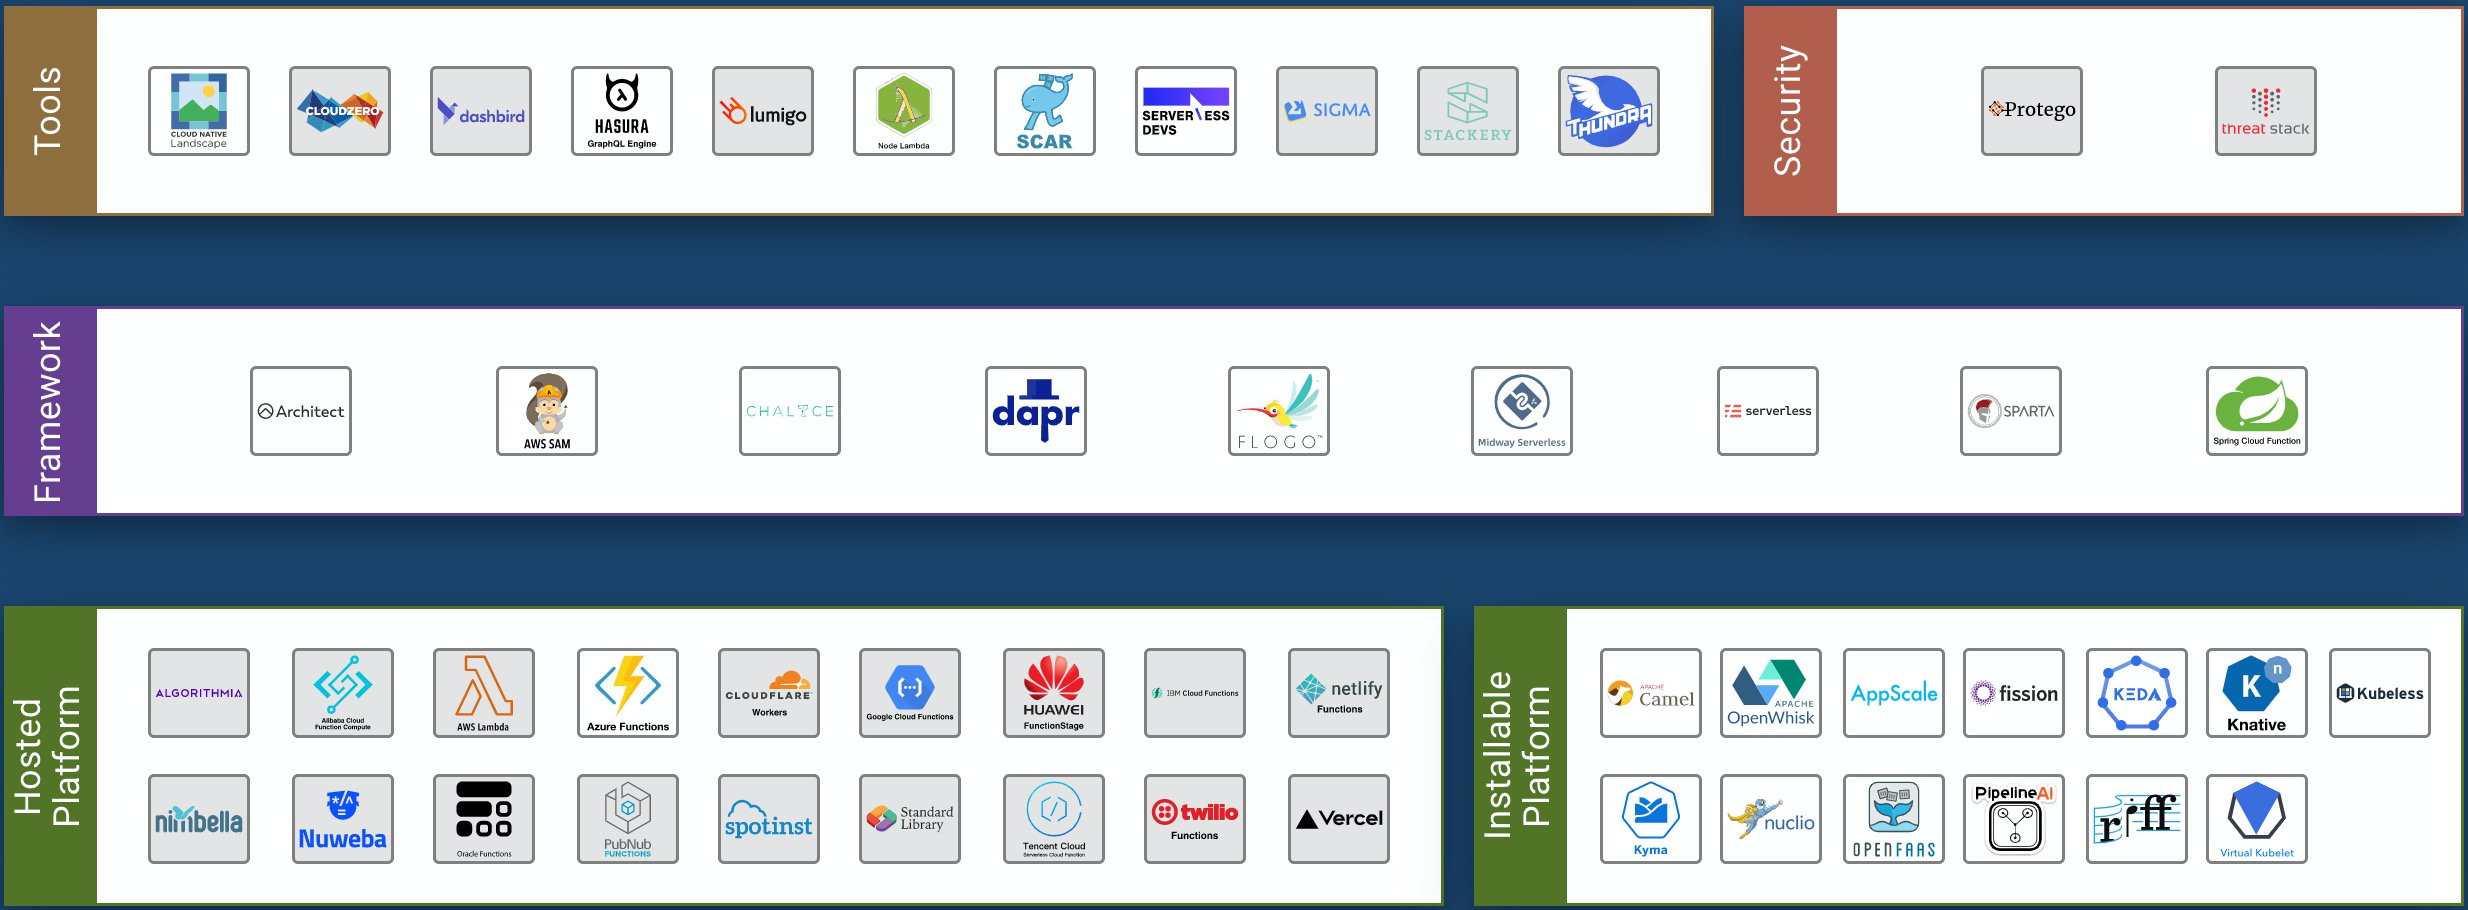 Tools
CLOUD NATIVE
Landscape
CLOUDZERO
dashbird
HASURA
GraphQL Engine
lumigo
Node Lambda
SCAR
SERVERLESS
DEVS
SIGMA
STACKERY
THUNDRA
Security
Protego
threat stack
Framework
Architect
AWS SAM
CHALICE
dapr
FLOGO™
Midway Serverless
serverless
SPARTA
Spring Cloud Function
Hosted
Platform
ALGORITHMIA
Alibaba Cloud
Function Compute
AWS Lambda
Azure Functions
CLOUDFLARE
Workers
Google Cloud Functions
HUAWEI
FunctionStage
IBM Cloud Functions
netlify
Functions
nimbella
*/^
Nuweba
Oracle Functions
PubNub
FUNCTIONS
spotinst
Standard
Library
Tencent Cloud
Serverless Cloud Function
twilio
Functions
Vercel
Installable
Platform
APACHE
Camel
APACHE
OpenWhisk
AppScale
fission
KEDA
K n
Knative
Kubeless
Kyma
nuclio
OPENFAAS
PipelineAI
riff
Virtual Kubelet